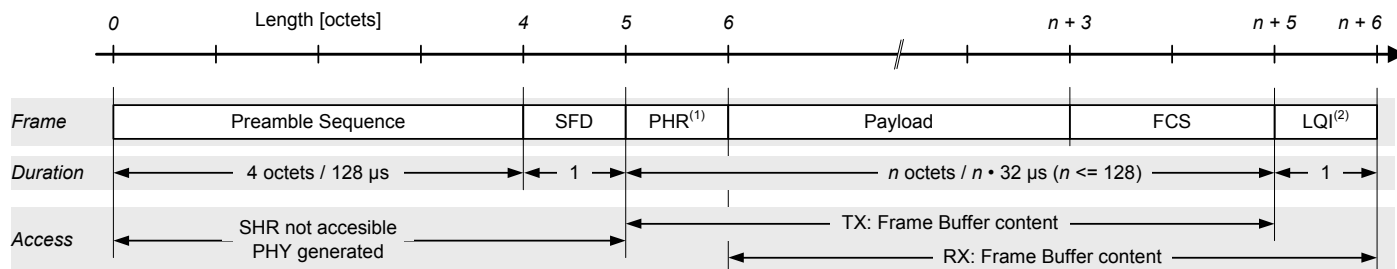 0 Length [octets] 4 5 6 n + 3 n + 5 n + 6
Frame Preamble Sequence SFD PHR(1) Payload FCS LQI(2)
Duration 4 octets / 128 µs 1 n octets / n • 32 µs (n <= 128) 1
TX: Frame Buffer content
Access SHR not accesible
PHY generated
RX: Frame Buffer content